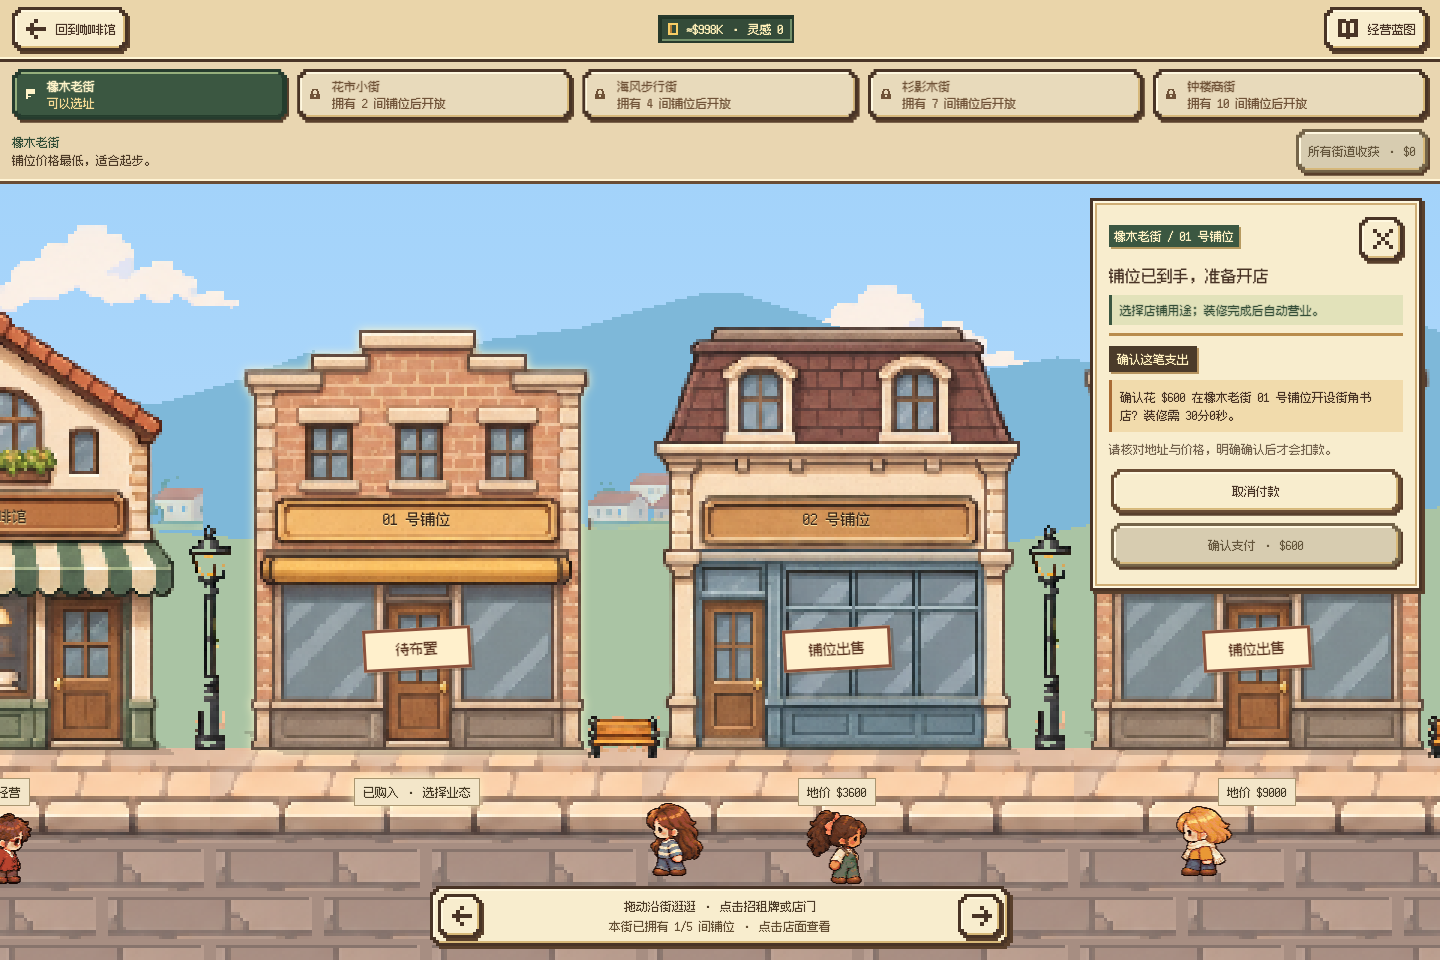 回到咖啡馆
≈$998K · 灵感 0
经营蓝图
橡木老街
可以选址
花市小街
拥有 2 间铺位后开放
海风步行街
拥有 4 间铺位后开放
杉影木街
拥有 7 间铺位后开放
钟楼商街
拥有 10 间铺位后开放
橡木老街
铺位价格最低，适合起步。
所有街道收获 · $0
橡木老街 / 01 号铺位
铺位已到手，准备开店
选择店铺用途；装修完成后自动营业。
确认这笔支出
确认花 $600 在橡木老街 01 号铺位开设街角书
店？装修需 30分0秒。
请核对地址与价格，明确确认后才会扣款。
取消付款
确认支付 · $600
啡馆
01 号铺位
02 号铺位
待布置
铺位出售
铺位出售
经营
已购入 · 选择业态
地价 $3600
地价 $9000
拖动沿街逛逛 · 点击招租牌或店门
本街已拥有 1/5 间铺位 · 点击店面查看